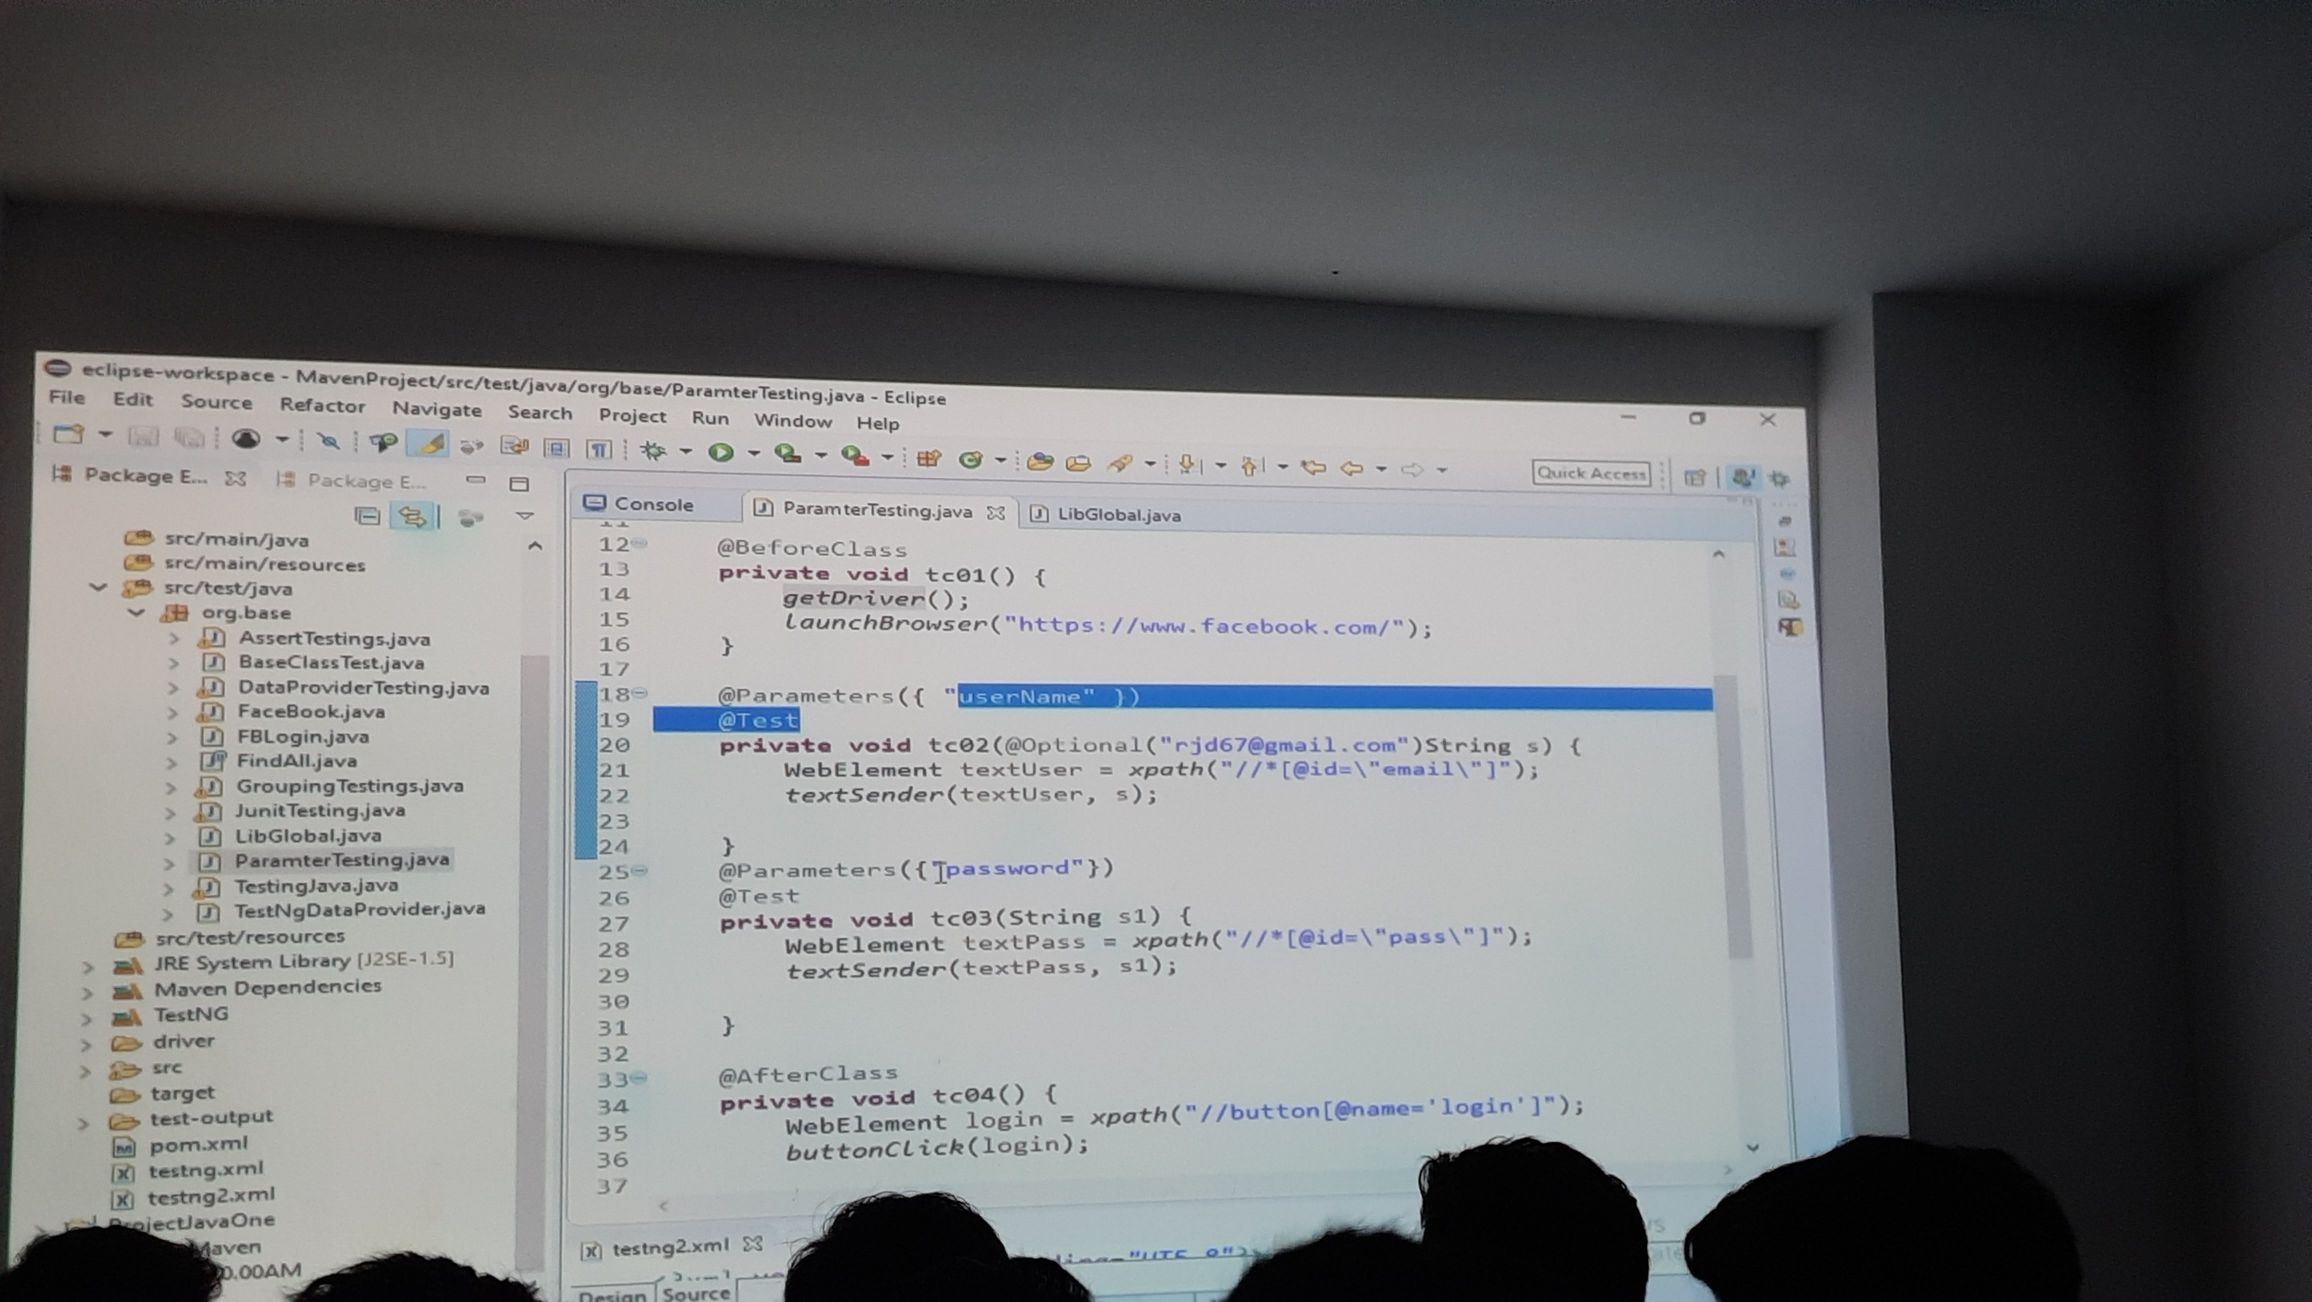 eclipse-workspace - MavenProject/src/test/java/org/base/ParamterTesting.java - Eclipse
File Edit Source Refactor Navigate Search Project Run Window Help
Quick Access
Package E... Package E...
src/main/java
src/main/resources
src/test/java
org.base
AssertTestings.java
BaseClassTest.java
DataProviderTesting.java
FaceBook.java
FBLogin.java
FindAll.java
GroupingTestings.java
JunitTesting.java
LibGlobal.java
ParamterTesting.java
TestingJava.java
TestNgDataProvider.java
src/test/resources
JRE System Library [J2SE-1.5]
Maven Dependencies
TestNG
driver
src
target
test-output
pom.xml
testng.xml
testng2.xml
ProjectJavaOne
Maven
0.00AM
Console ParamterTesting.java LibGlobal.java
11
12 @BeforeClass
13 private void tc01() {
14 getDriver();
15 launchBrowser("https://www.facebook.com/");
16 }
17
18 @Parameters({ "userName" })
19 @Test
20 private void tc02(@Optional("rjd67@gmail.com")String s) {
21 WebElement textUser = xpath("//*[@id=\"email\"]");
22 textSender(textUser, s);
23
24 }
25 @Parameters({"password"})
26 @Test
27 private void tc03(String s1) {
28 WebElement textPass = xpath("//*[@id=\"pass\"]");
29 textSender(textPass, s1);
30
31 }
32
33 @AfterClass
34 private void tc04() {
35 WebElement login = xpath("//button[@name='login']");
36 buttonClick(login);
37
testng2.xml
Design Source